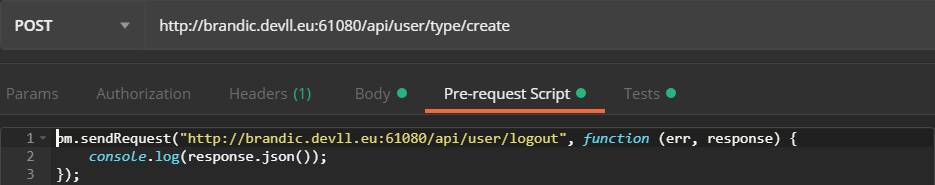 POST http://brandic.devll.eu:61080/api/user/type/create
Params Authorization Headers (1) Body Pre-request Script Tests
1 pm.sendRequest("http://brandic.devll.eu:61080/api/user/logout", function (err, response) {
2 console.log(response.json());
3 });